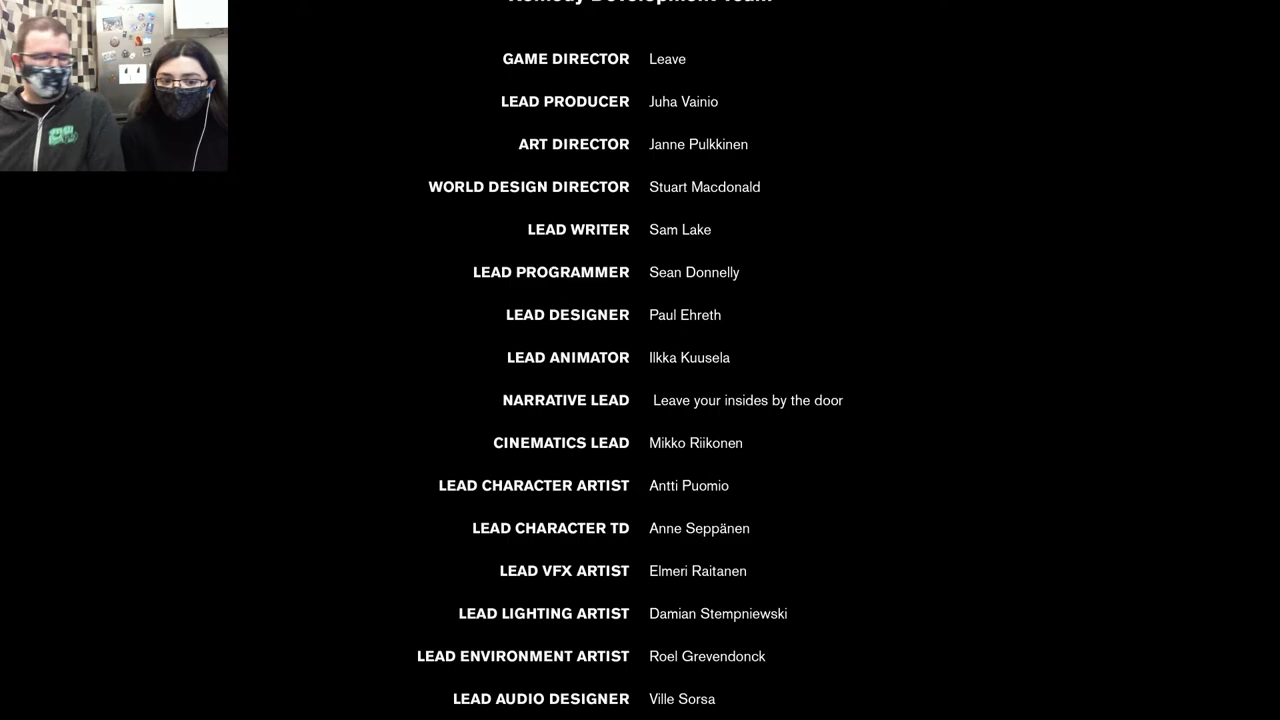 Remedy Development Team
GAME DIRECTOR Leave
LEAD PRODUCER Juha Vainio
ART DIRECTOR Janne Pulkkinen
WORLD DESIGN DIRECTOR Stuart Macdonald
LEAD WRITER Sam Lake
LEAD PROGRAMMER Sean Donnelly
LEAD DESIGNER Paul Ehreth
LEAD ANIMATOR Ilkka Kuusela
NARRATIVE LEAD Leave your insides by the door
CINEMATICS LEAD Mikko Riikonen
LEAD CHARACTER ARTIST Antti Puomio
LEAD CHARACTER TD Anne Seppänen
LEAD VFX ARTIST Elmeri Raitanen
LEAD LIGHTING ARTIST Damian Stempniewski
LEAD ENVIRONMENT ARTIST Roel Grevendonck
LEAD AUDIO DESIGNER Ville Sorsa